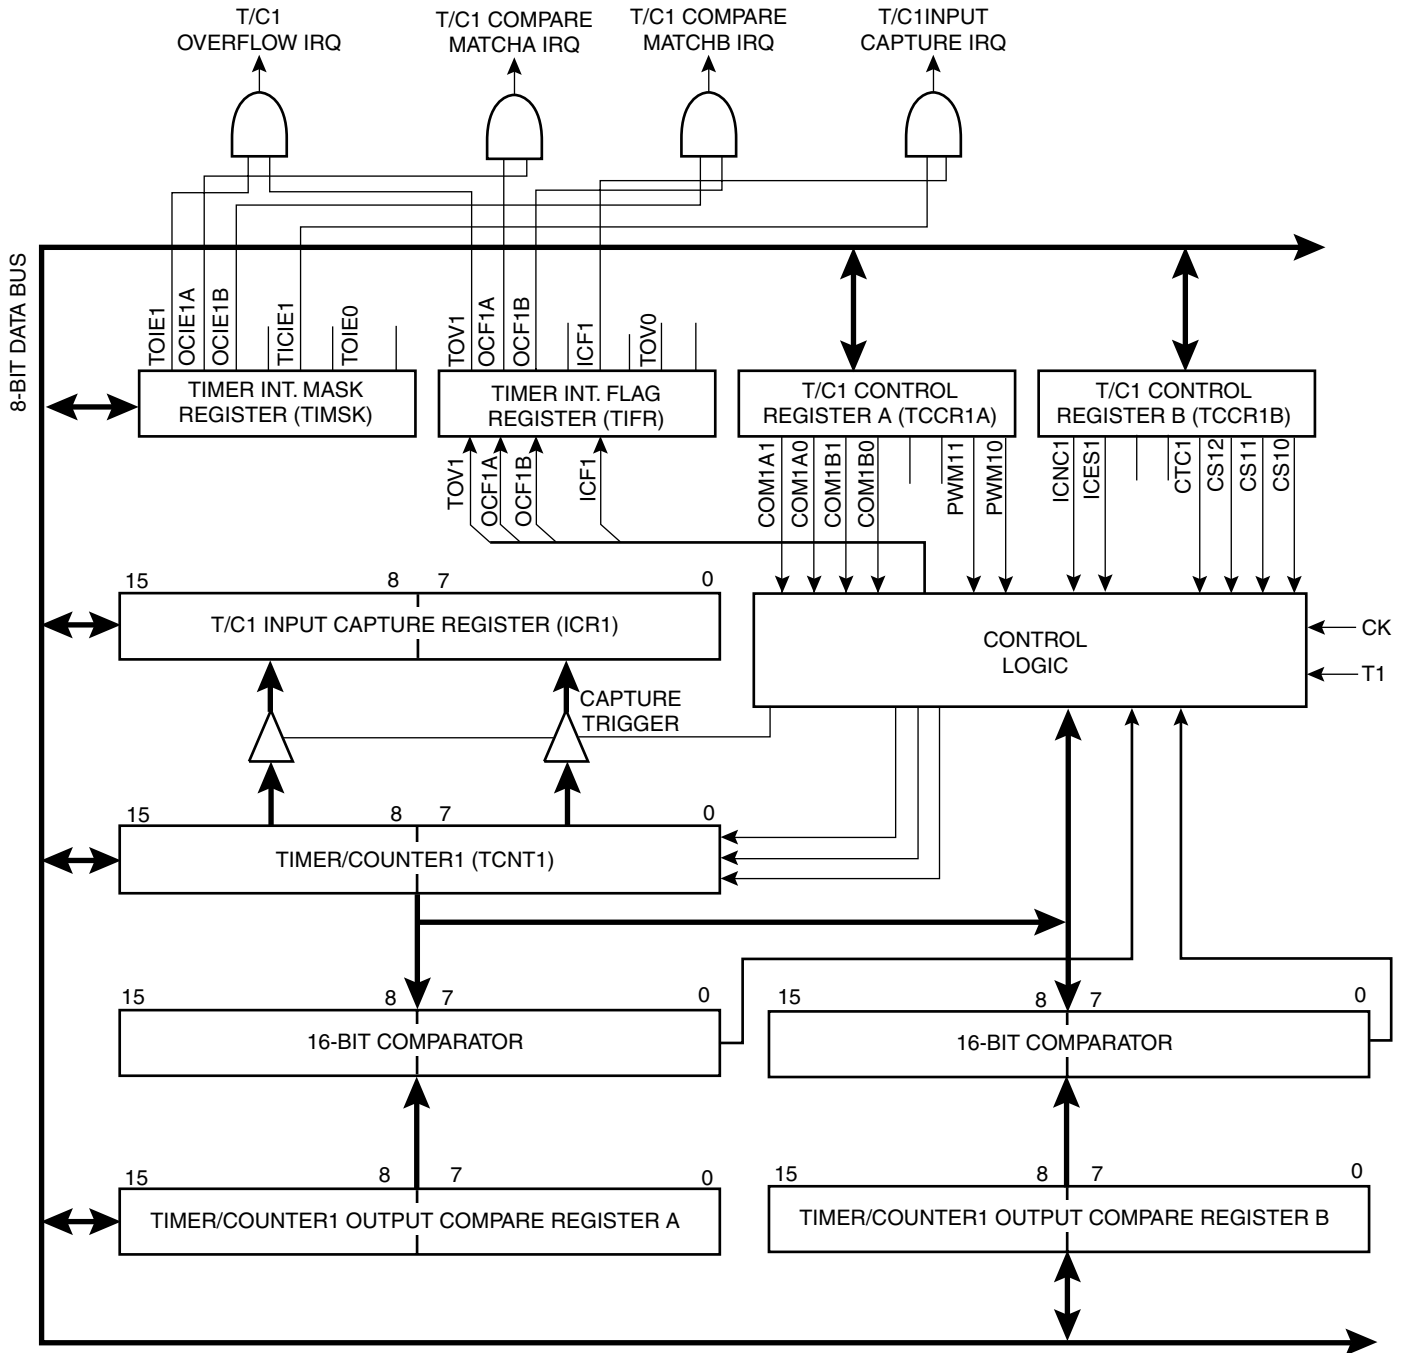 T/C1
OVERFLOW IRQ
T/C1 COMPARE
MATCHA IRQ
T/C1 COMPARE
MATCHB IRQ
T/C1INPUT
CAPTURE IRQ
8-BIT DATA BUS
TOIE1
OCIE1A
OCIE1B
TICIE1
TOIE0
TOV1
OCF1A
OCF1B
ICF1
TOV0
TIMER INT. MASK
REGISTER (TIMSK)
TIMER INT. FLAG
REGISTER (TIFR)
T/C1 CONTROL
REGISTER A (TCCR1A)
T/C1 CONTROL
REGISTER B (TCCR1B)
TOV1
OCF1A
OCF1B
ICF1
COM1A1
COM1A0
COM1B1
COM1B0
PWM11
PWM10
ICNC1
ICES1
CTC1
CS12
CS11
CS10
15 8 7 0
T/C1 INPUT CAPTURE REGISTER (ICR1)
CONTROL
LOGIC
CK
T1
CAPTURE
TRIGGER
15 8 7 0
TIMER/COUNTER1 (TCNT1)
15 8 7 0
16-BIT COMPARATOR
15 8 7 0
16-BIT COMPARATOR
15 8 7 0
TIMER/COUNTER1 OUTPUT COMPARE REGISTER A
15 8 7 0
TIMER/COUNTER1 OUTPUT COMPARE REGISTER B